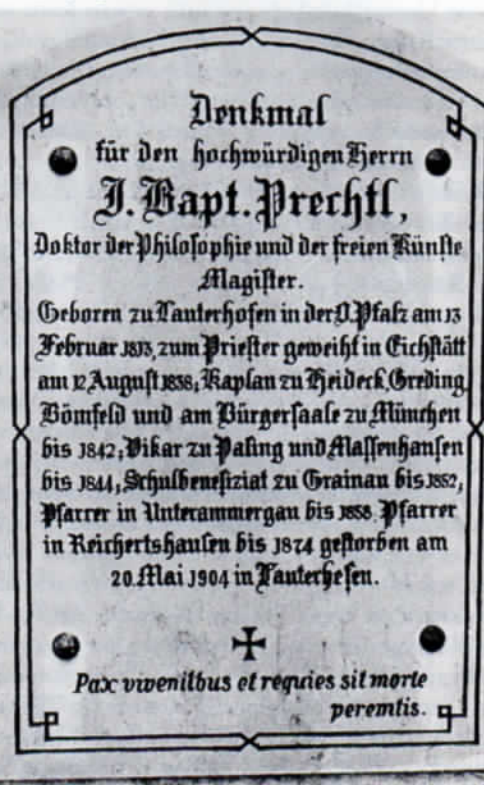 Denkmal
für den hochwürdigen Herrn
J. Bapt. Prechtl,
Doktor der Philosophie und der freien Künste
Magister.
Geboren zu Lauterhofen in der O.Pfalz am 13
Februar 1813, zum Priester geweiht in Eichstätt
am 12 August 1838, Kaplan zu Heideck, Greding,
Bömfeld und am Bürgersaale zu München
bis 1842, Vikar zu Pasing und Massenhausen
bis 1844, Schulbenefiziat zu Grainau bis 1852,
Pfarrer in Unterammergau bis 1858. Pfarrer
in Reichertshausen bis 1874 gestorben am
20. Mai 1904 in Lauterhofen.
Pax viventibus et requies sit morte
peremtis.